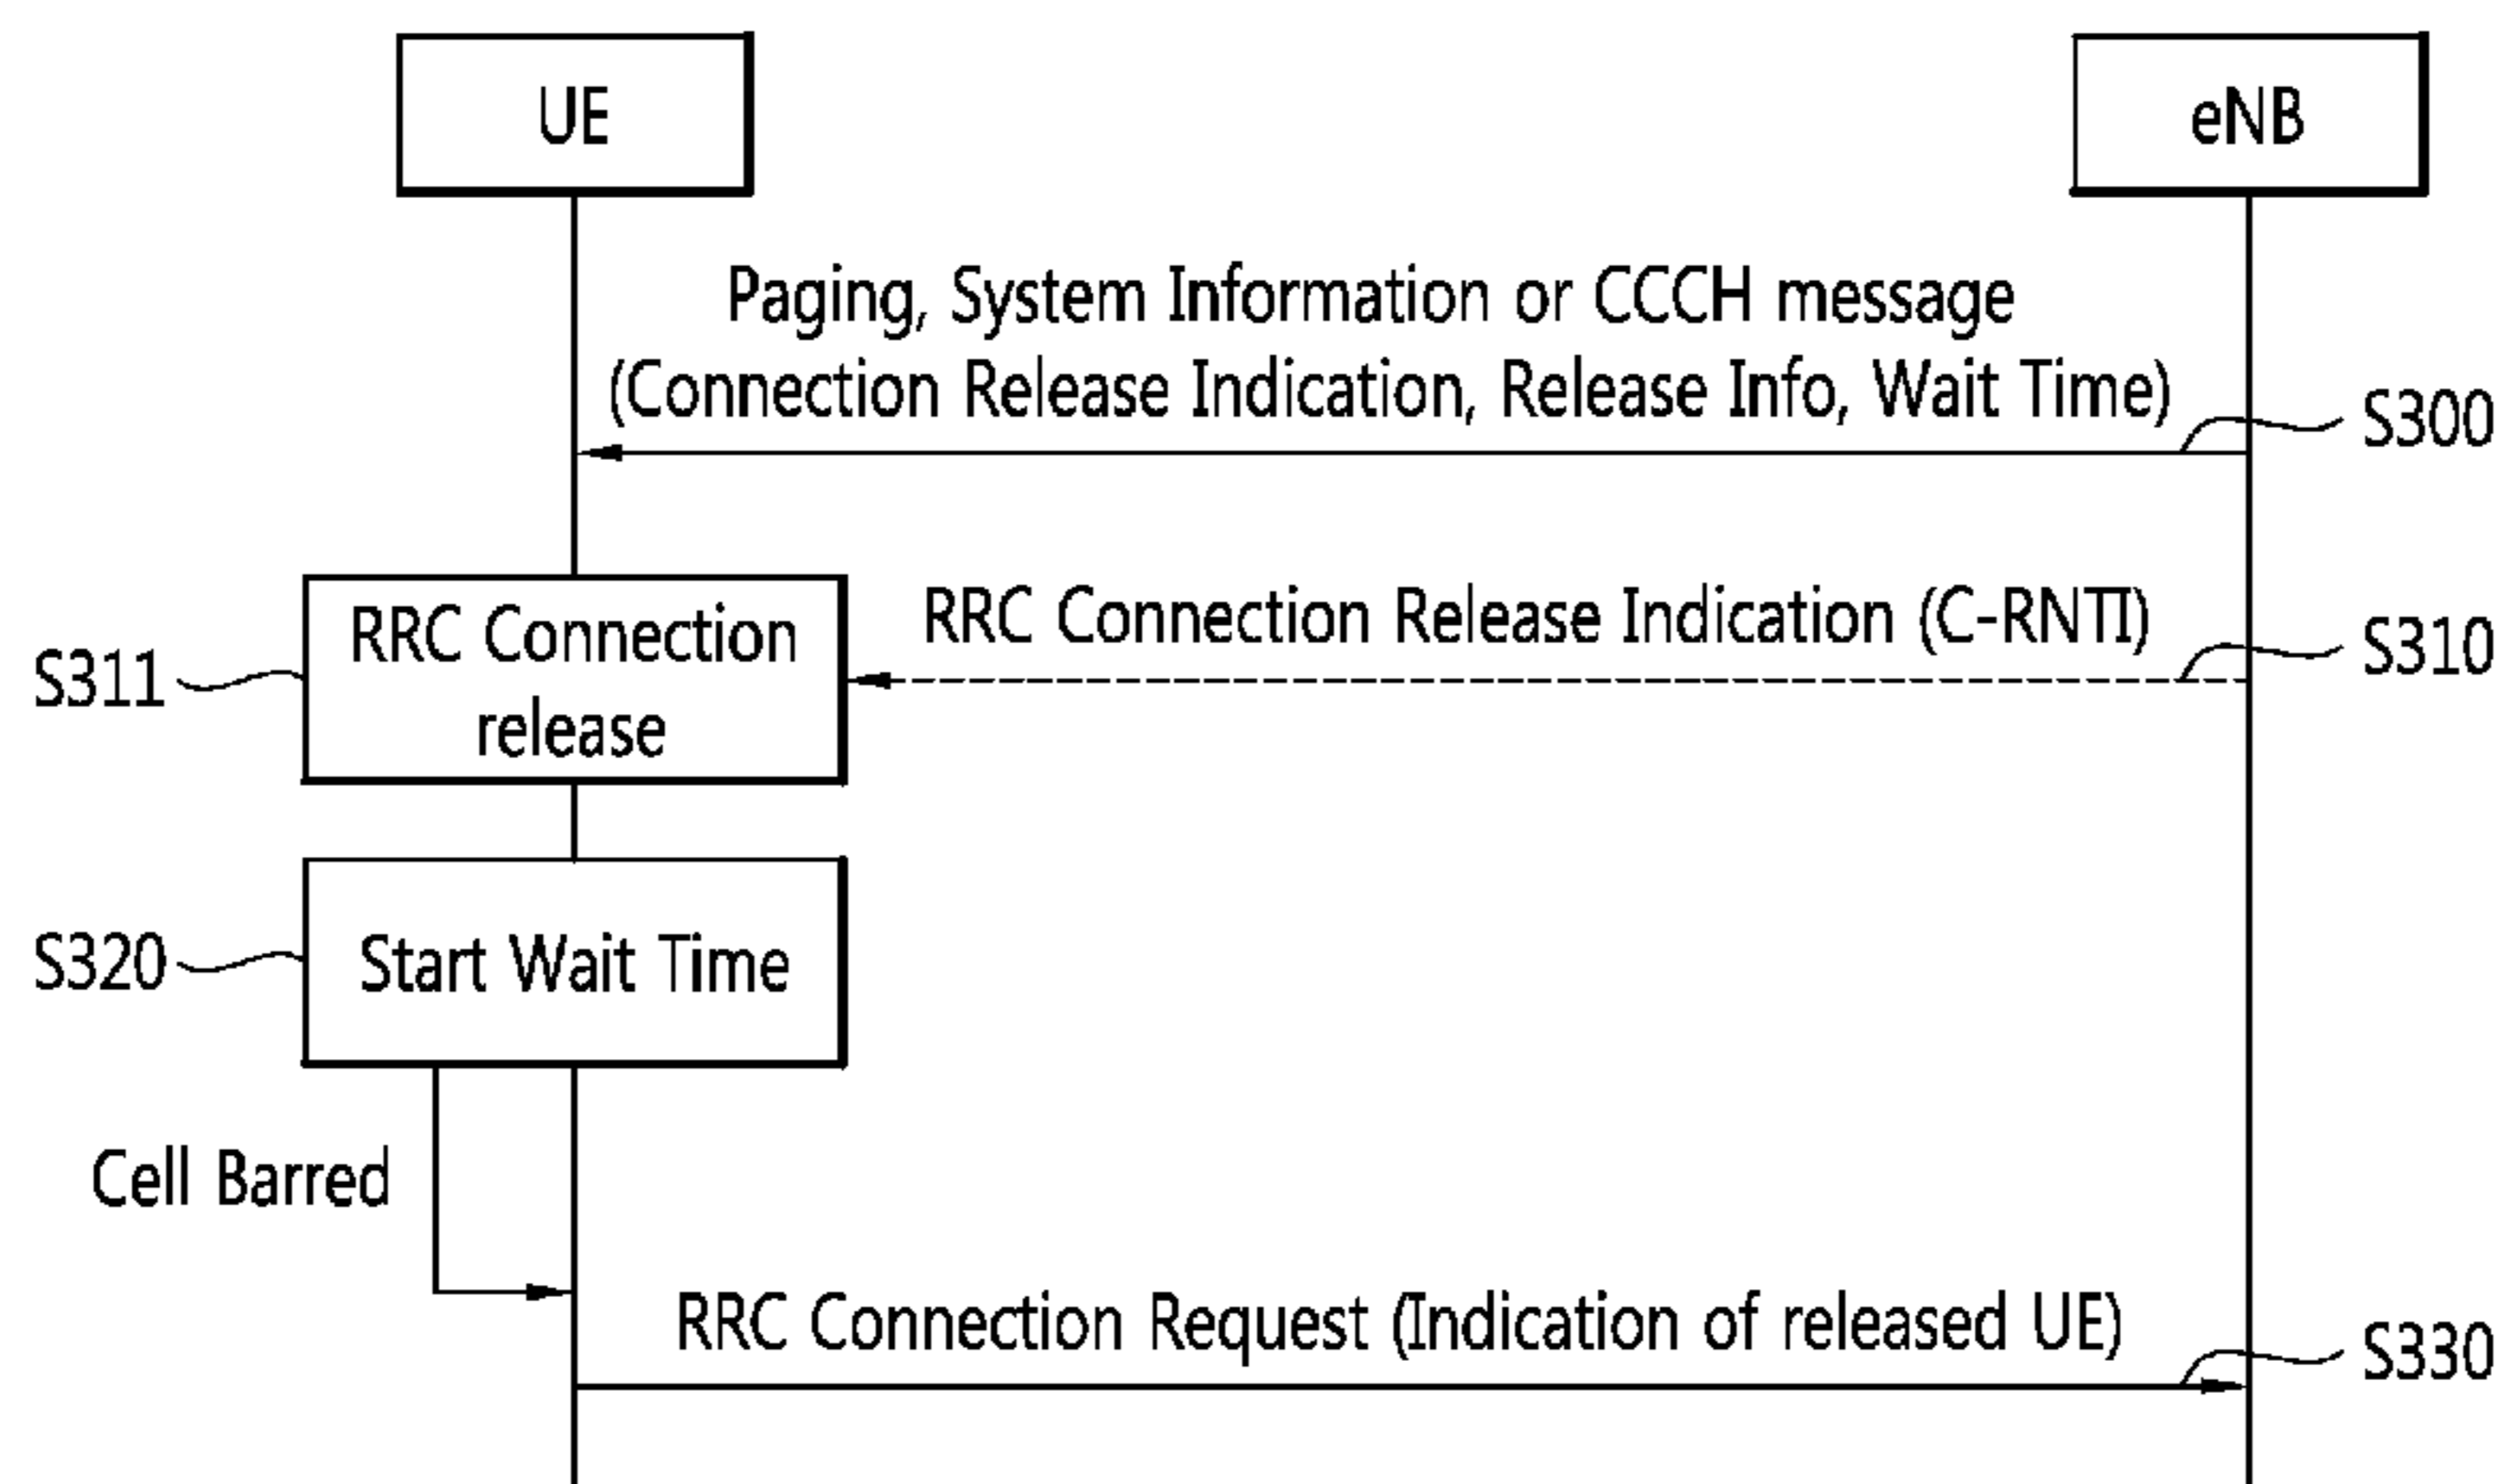 UE
eNB
Paging, System Information or CCCH message
(Connection Release Indication, Release Info, Wait Time)
S300
RRC Connection
release
S311
RRC Connection Release Indication (C-RNTI)
S310
Start Wait Time
S320
Cell Barred
RRC Connection Request (Indication of released UE)
S330